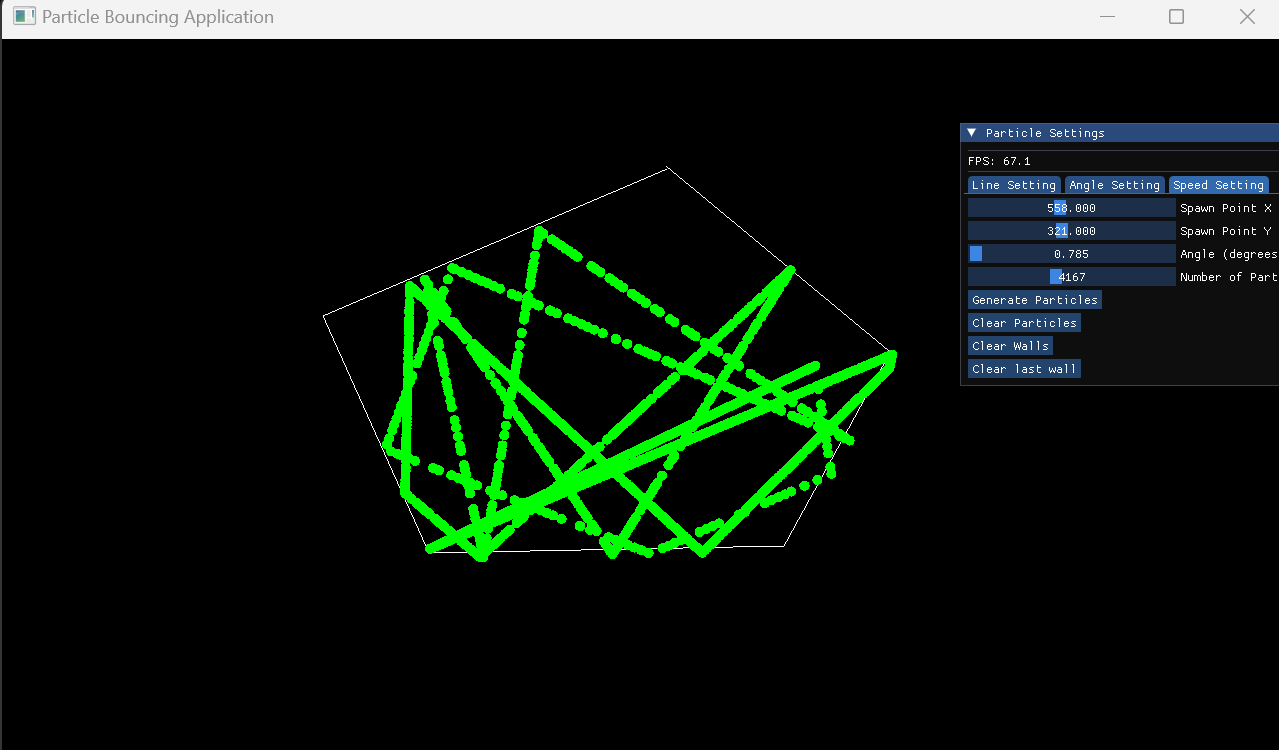 Particle Bouncing Application
Particle Settings
FPS: 67.1
Line Setting Angle Setting Speed Setting
558.000 Spawn Point X
321.000 Spawn Point Y
0.785 Angle (degrees
4167 Number of Part
Generate Particles
Clear Particles
Clear Walls
Clear last wall